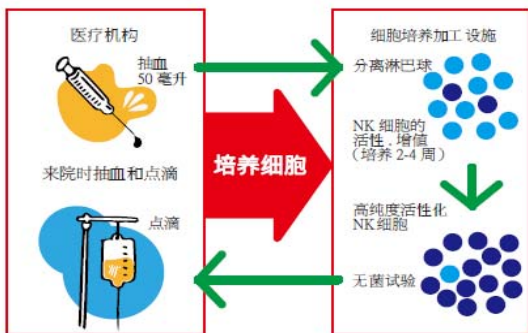 医疗机构
抽血
50 毫升
来院时抽血和点滴
点滴
培养细胞
细胞培养加工设施
分离淋巴球
NK 细胞的
活性．增值
（培养 2-4 周）
高纯度活性化
NK细胞
无菌试验